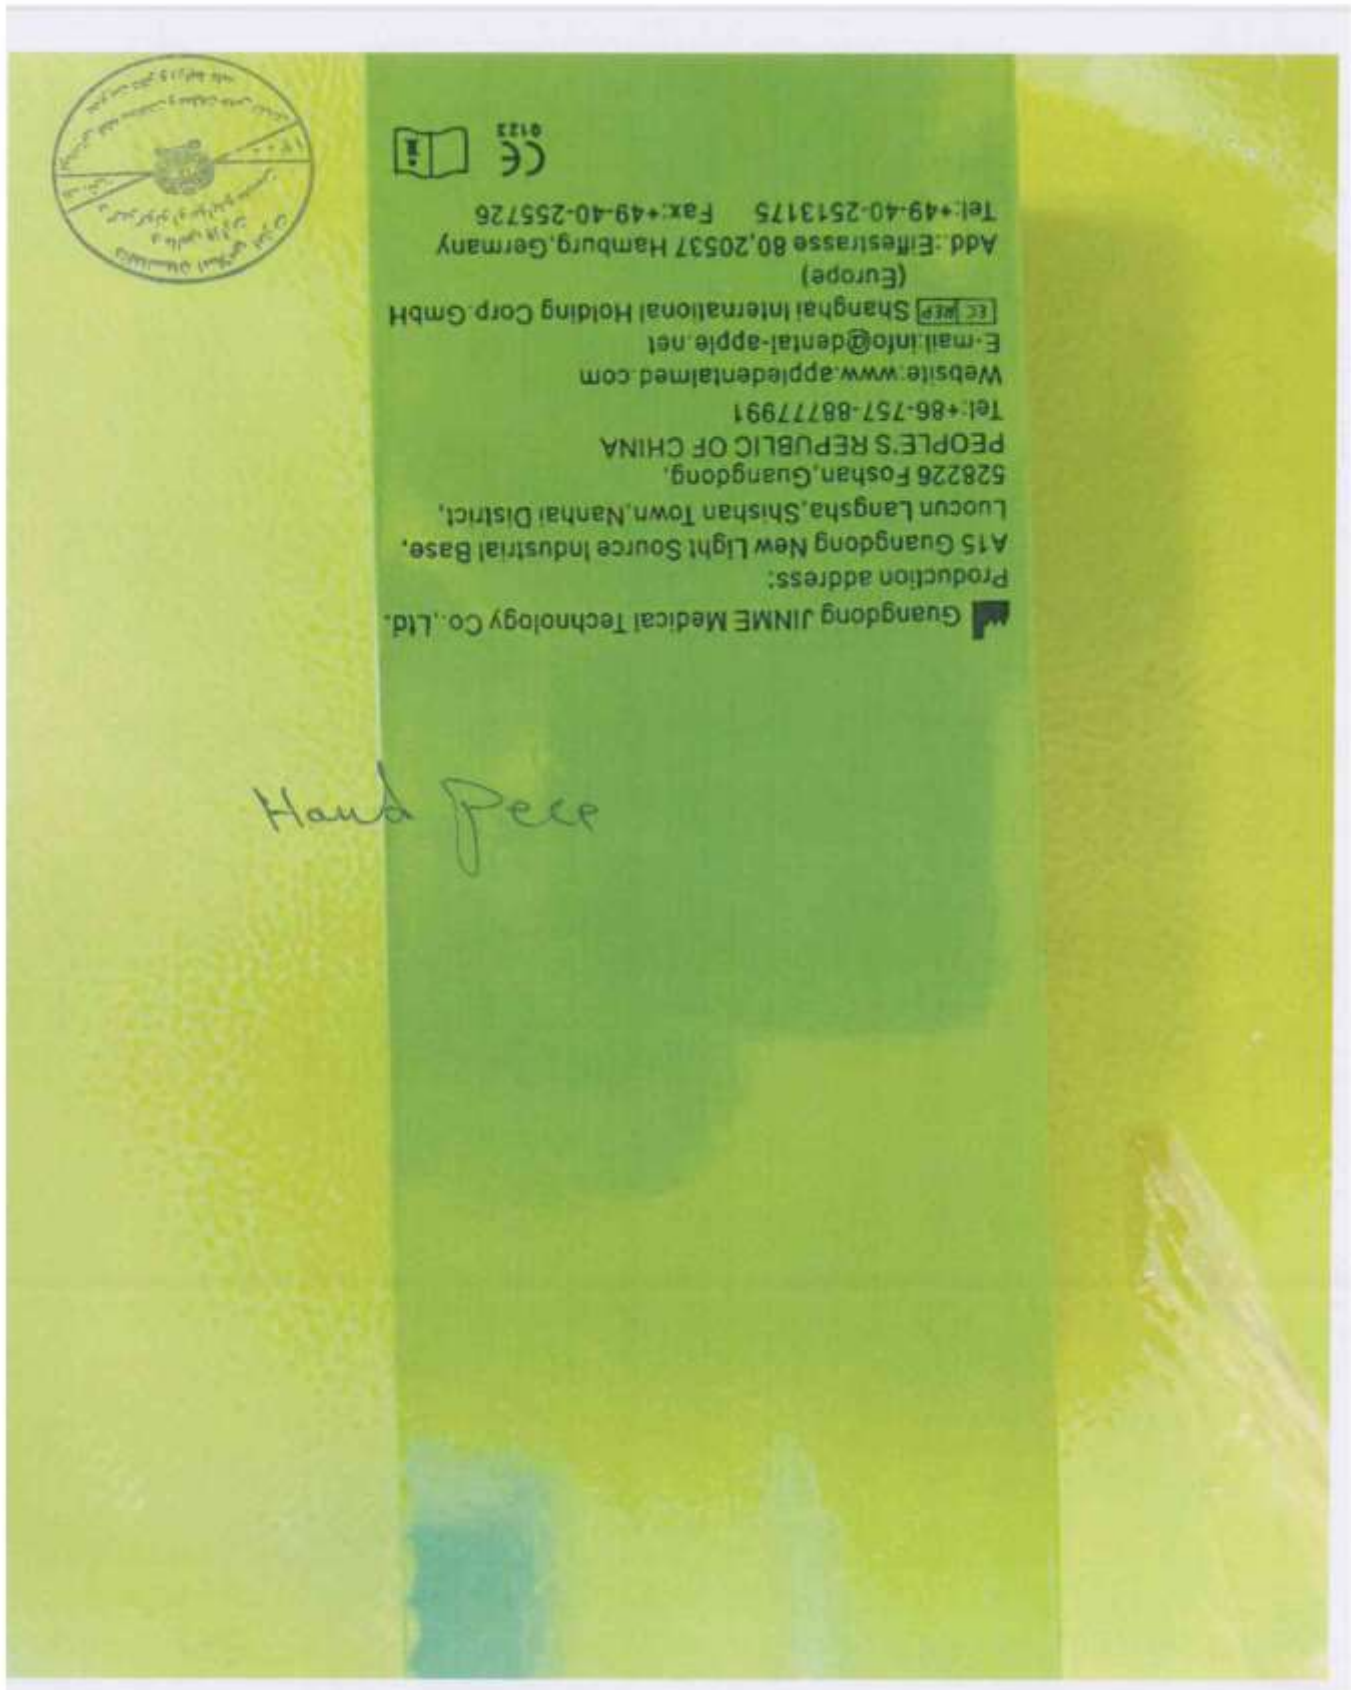 Guangdong JINME Medical Technology Co.,Ltd.
Production address:
A15 Guangdong New Light Source Industrial Base,
Luocun Langsha,Shishan Town,Nanhai District,
528226 Foshan,Guangdong,
PEOPLE'S REPUBLIC OF CHINA
Tel:+86-757-88777991
Website:www.appledentalmed.com
E-mail:info@dental-apple.net
EC REP Shanghai International Holding Corp.GmbH
(Europe)
Add.:Eiffestrasse 80,20537 Hamburg,Germany
Tel:+49-40-2513175 Fax:+49-40-255726
CE
0123
Hand pece